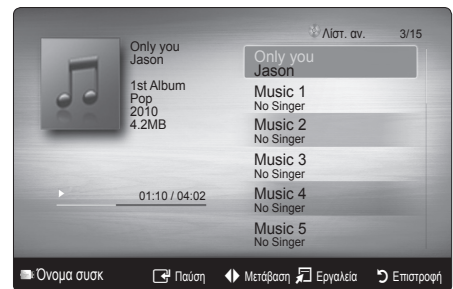 Λίστ. αν. 3/15
Only you
Jason
1st Album
Pop
2010
4.2MB
01:10 / 04:02
Only you
Jason
Music 1
No Singer
Music 2
No Singer
Music 3
No Singer
Music 4
No Singer
Music 5
No Singer
Όνομα συσκ Παύση Μετάβαση Εργαλεία Επιστροφή